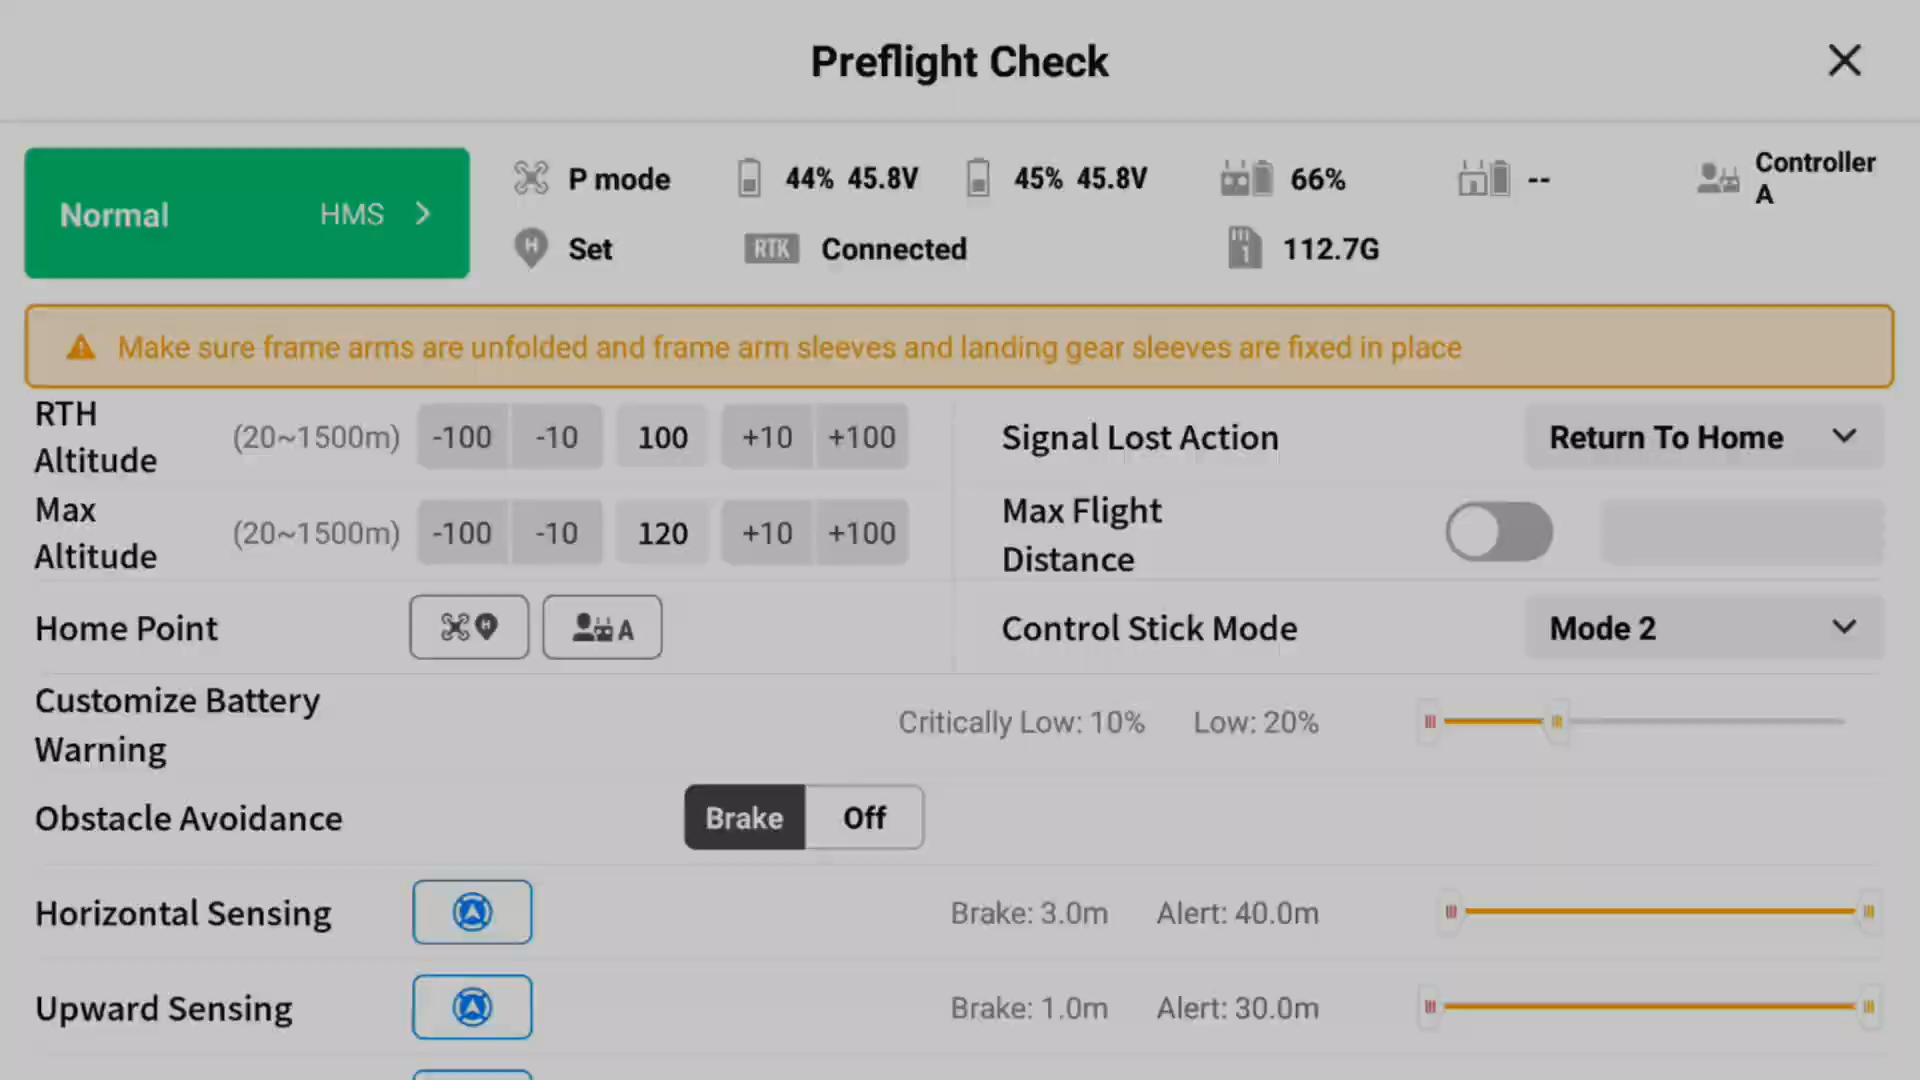 Preflight Check
Normal HMS
P mode 44% 45.8V 45% 45.8V 66% -- Controller
A
H Set RTK Connected 1 112.7G
Make sure frame arms are unfolded and frame arm sleeves and landing gear sleeves are fixed in place
RTH
Altitude (20~1500m) -100 -10 100 +10 +100
Signal Lost Action Return To Home
Max
Altitude (20~1500m) -100 -10 120 +10 +100
Max Flight
Distance
Home Point H A
Control Stick Mode Mode 2
Customize Battery
Warning
Critically Low: 10% Low: 20%
Obstacle Avoidance Brake Off
Horizontal Sensing Brake: 3.0m Alert: 40.0m
Upward Sensing Brake: 1.0m Alert: 30.0m